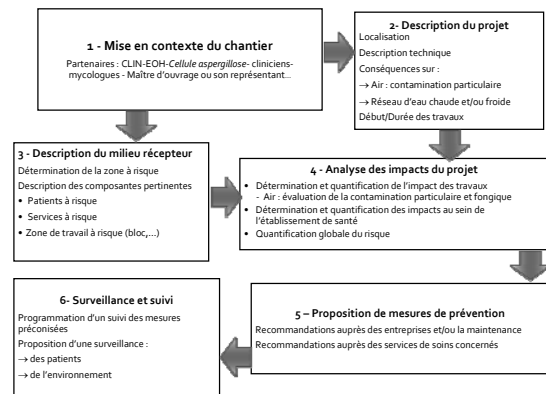 1 - Mise en contexte du chantier
Partenaires : CLIN-EOH-Cellule aspergillose- cliniciens-
mycologues - Maître d'ouvrage ou son représentant...
2- Description du projet
Localisation
Description technique
Conséquences sur :
→ Air : contamination particulaire
→ Réseau d'eau chaude et/ou froide
Début/Durée des travaux
3 - Description du milieu récepteur
Détermination de la zone à risque
Description des composantes pertinentes
• Patients à risque
• Services à risque
• Zone de travail à risque (bloc,...)
4 - Analyse des impacts du projet
• Détermination et quantification de l'impact des travaux
- Air : évaluation de la contamination particulaire et fongique
• Détermination et quantification des impacts au sein de
l'établissement de santé
• Quantification globale du risque
5 – Proposition de mesures de prévention
Recommandations auprès des entreprises et/ou la maintenance
Recommandations auprès des services de soins concernés
6- Surveillance et suivi
Programmation d'un suivi des mesures
préconisées
Proposition d'une surveillance :
→ des patients
→ de l'environnement